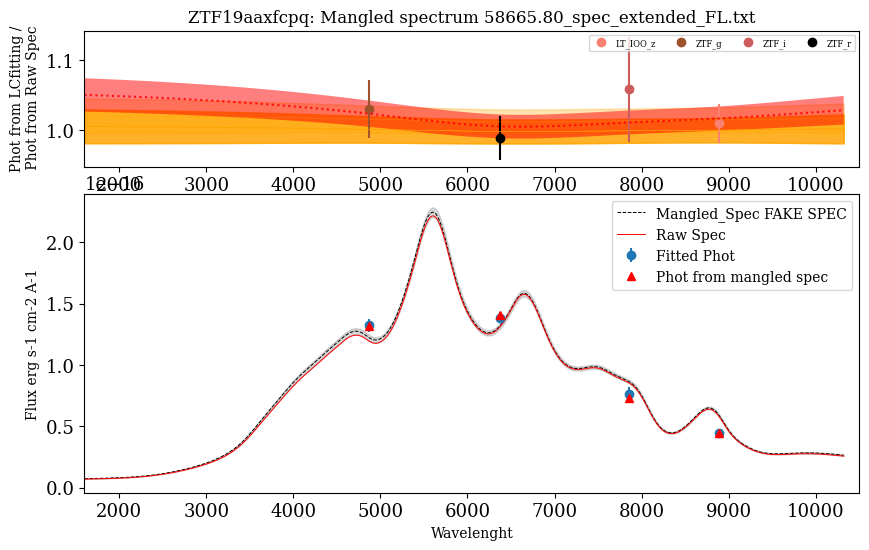 ZTF19aaxfcpq: Mangled spectrum 58665.80_spec_extended_FL.txt
Phot from LCfitting /
Phot from Raw Spec
1.1
1.0
LT_IOO_z
ZTF_g
ZTF_i
ZTF_r
2000 3000 4000 5000 6000 7000 8000 9000 10000
1e−16
Flux erg s-1 cm-2 A-1
2.0
1.5
1.0
0.5
0.0
Mangled_Spec FAKE SPEC
Raw Spec
Fitted Phot
Phot from mangled spec
2000 3000 4000 5000 6000 7000 8000 9000 10000
Wavelenght